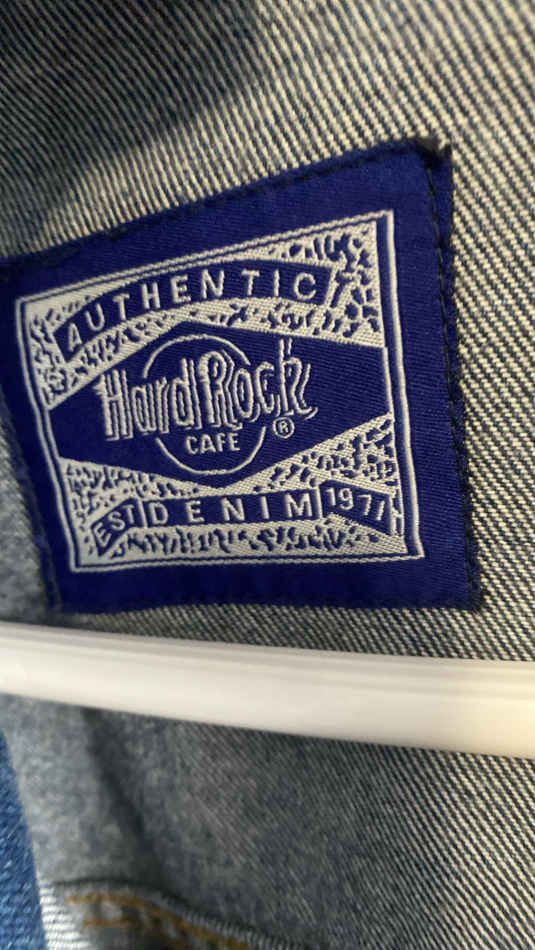 AUTHENTIC
Hard Rock
CAFE ®
EST DENIM 1971